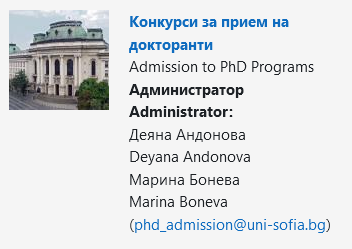 Конкурси за прием на
докторанти
Admission to PhD Programs
Администратор
Administrator:
Деяна Андонова
Deyana Andonova
Марина Бонева
Marina Boneva
(phd_admission@uni-sofia.bg)